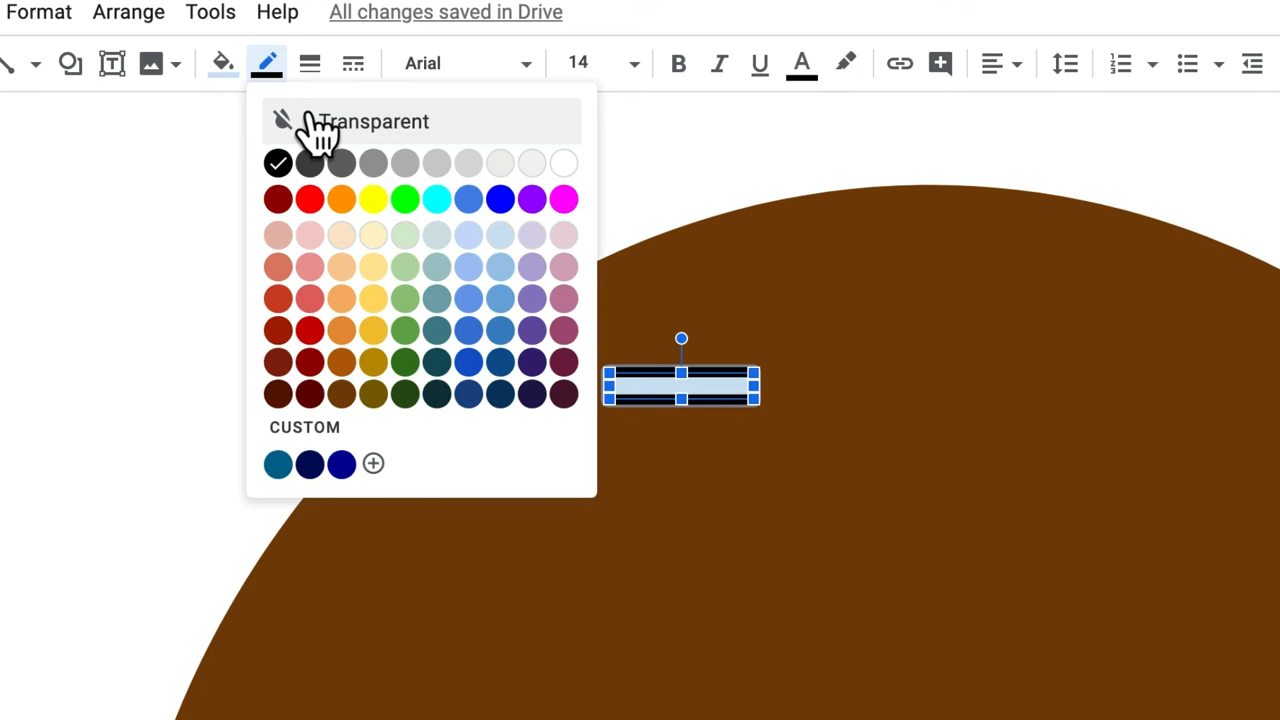 Format Arrange Tools Help All changes saved in Drive
Arial 14 B I U A
Transparent
CUSTOM